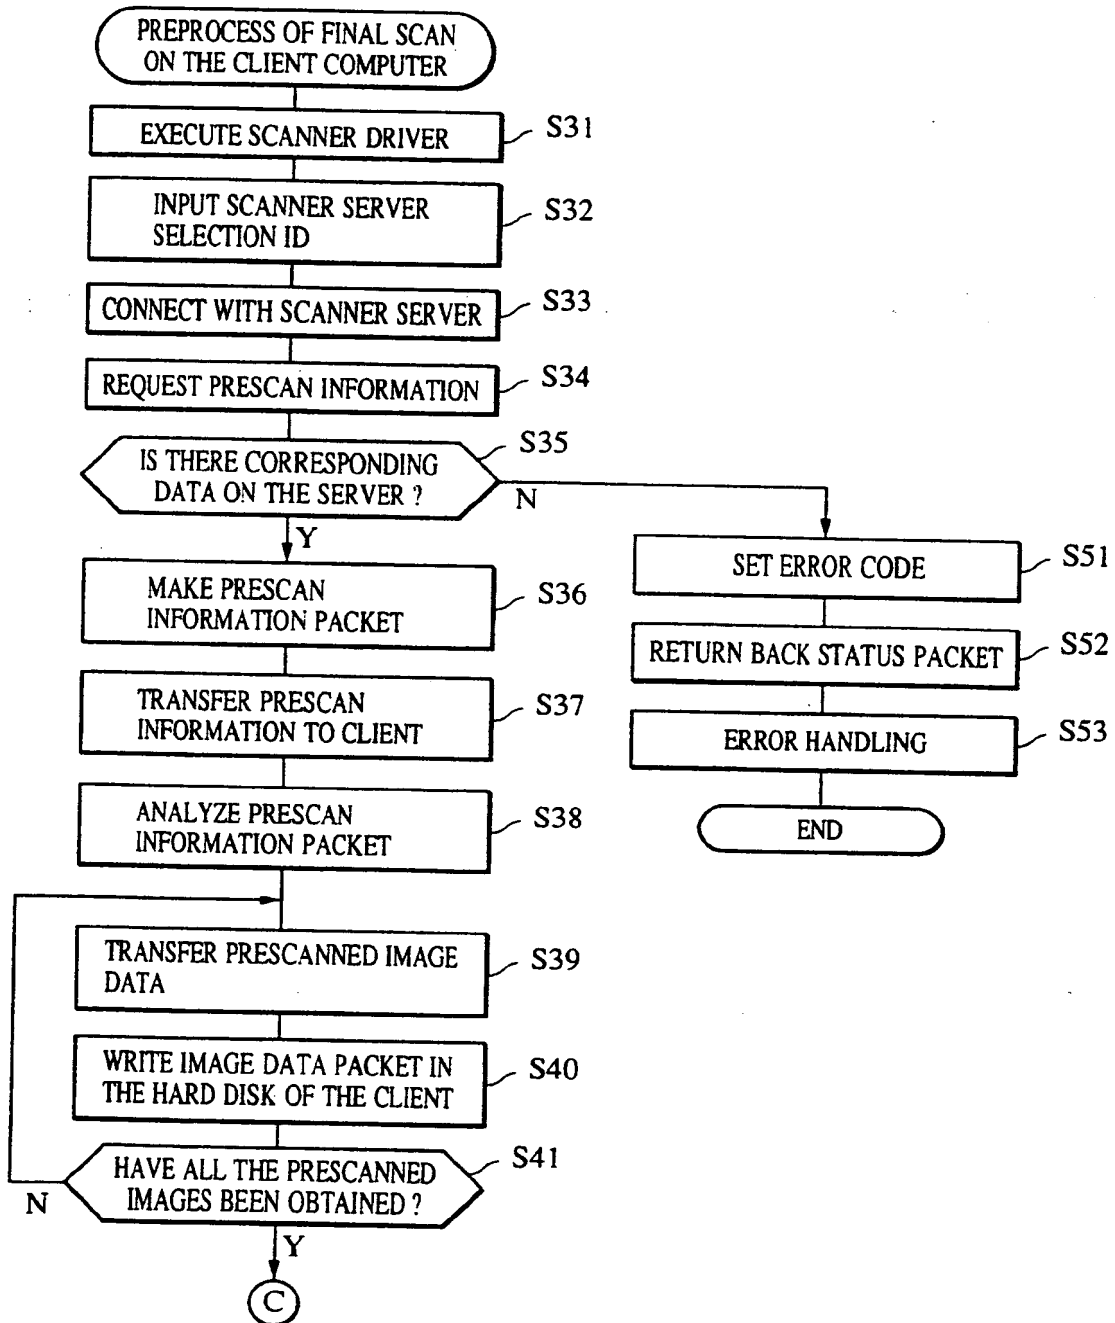 PREPROCESS OF FINAL SCAN
ON THE CLIENT COMPUTER
EXECUTE SCANNER DRIVER
S31
INPUT SCANNER SERVER
SELECTION ID
S32
CONNECT WITH SCANNER SERVER
S33
REQUEST PRESCAN INFORMATION
S34
IS THERE CORRESPONDING
DATA ON THE SERVER ?
S35
N
Y
MAKE PRESCAN
INFORMATION PACKET
S36
TRANSFER PRESCAN
INFORMATION TO CLIENT
S37
ANALYZE PRESCAN
INFORMATION PACKET
S38
TRANSFER PRESCANNED IMAGE
DATA
S39
WRITE IMAGE DATA PACKET IN
THE HARD DISK OF THE CLIENT
S40
HAVE ALL THE PRESCANNED
IMAGES BEEN OBTAINED ?
S41
N
Y
C
SET ERROR CODE
S51
RETURN BACK STATUS PACKET
S52
ERROR HANDLING
S53
END